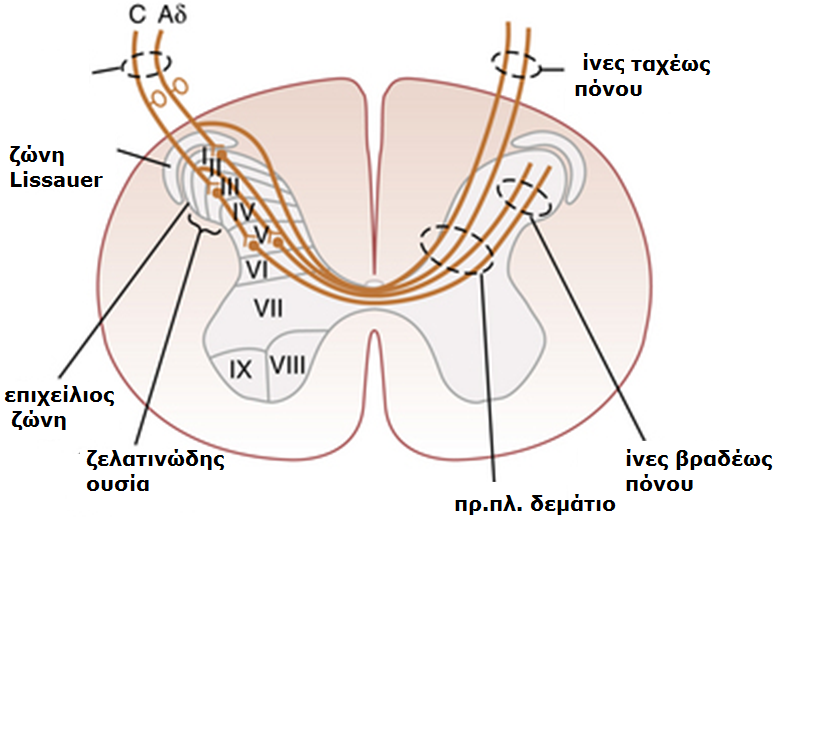 C Aδ
ίνες ταχέως
πόνου
ζώνη
Lissauer
I
II
III
IV
V
VI
VII
IX
VIII
επιχείλιος
ζώνη
ζελατινώδης
ουσία
ίνες βραδέως
πόνου
πρ.πλ. δεμάτιο